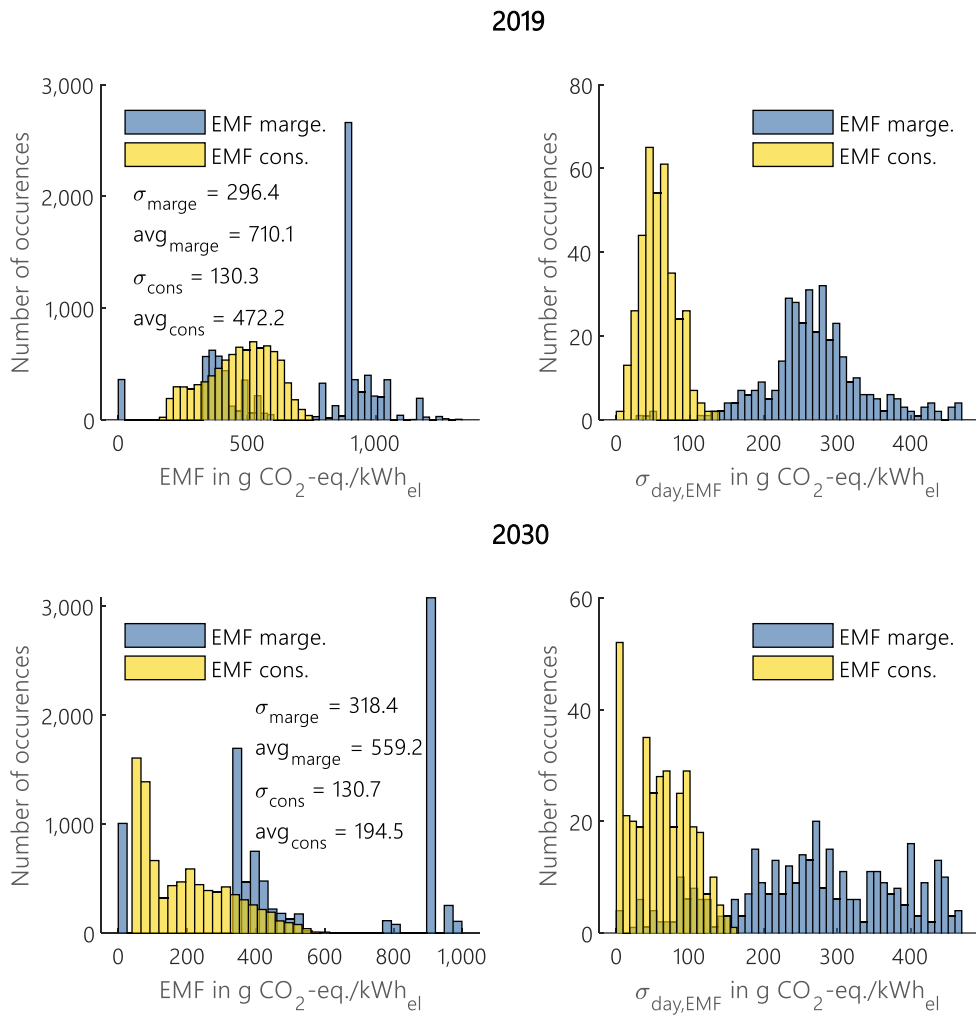 2019
3,000
2,000
1,000
0
Number of occurences
EMF marge.
EMF cons.
σmarge = 296.4
avgmarge = 710.1
σcons = 130.3
avgcons = 472.2
0 500 1,000
EMF in g CO2-eq./kWhel
80
60
40
20
0
Number of occurences
EMF marge.
EMF cons.
0 100 200 300 400
σday,EMF in g CO2-eq./kWhel
2030
3,000
2,000
1,000
0
Number of occurences
EMF marge.
EMF cons.
σmarge = 318.4
avgmarge = 559.2
σcons = 130.7
avgcons = 194.5
0 200 400 600 800 1,000
EMF in g CO2-eq./kWhel
60
40
20
0
Number of occurences
EMF marge.
EMF cons.
0 100 200 300 400
σday,EMF in g CO2-eq./kWhel